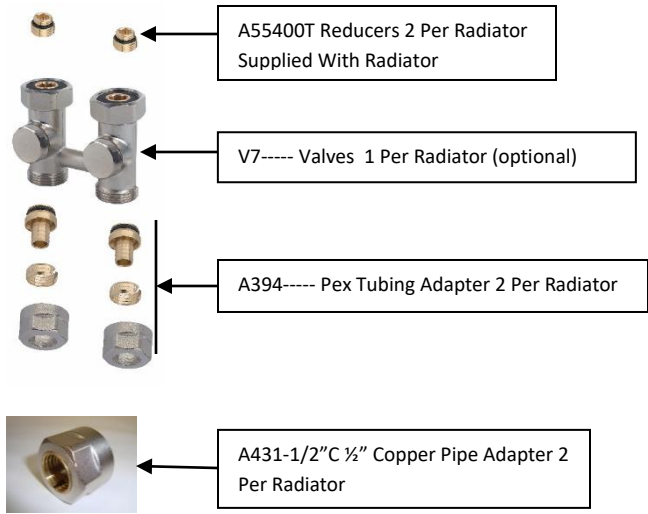 A55400T Reducers 2 Per Radiator
Supplied With Radiator
V7----- Valves 1 Per Radiator (optional)
A394----- Pex Tubing Adapter 2 Per Radiator
A431-1/2”C ½” Copper Pipe Adapter 2
Per Radiator